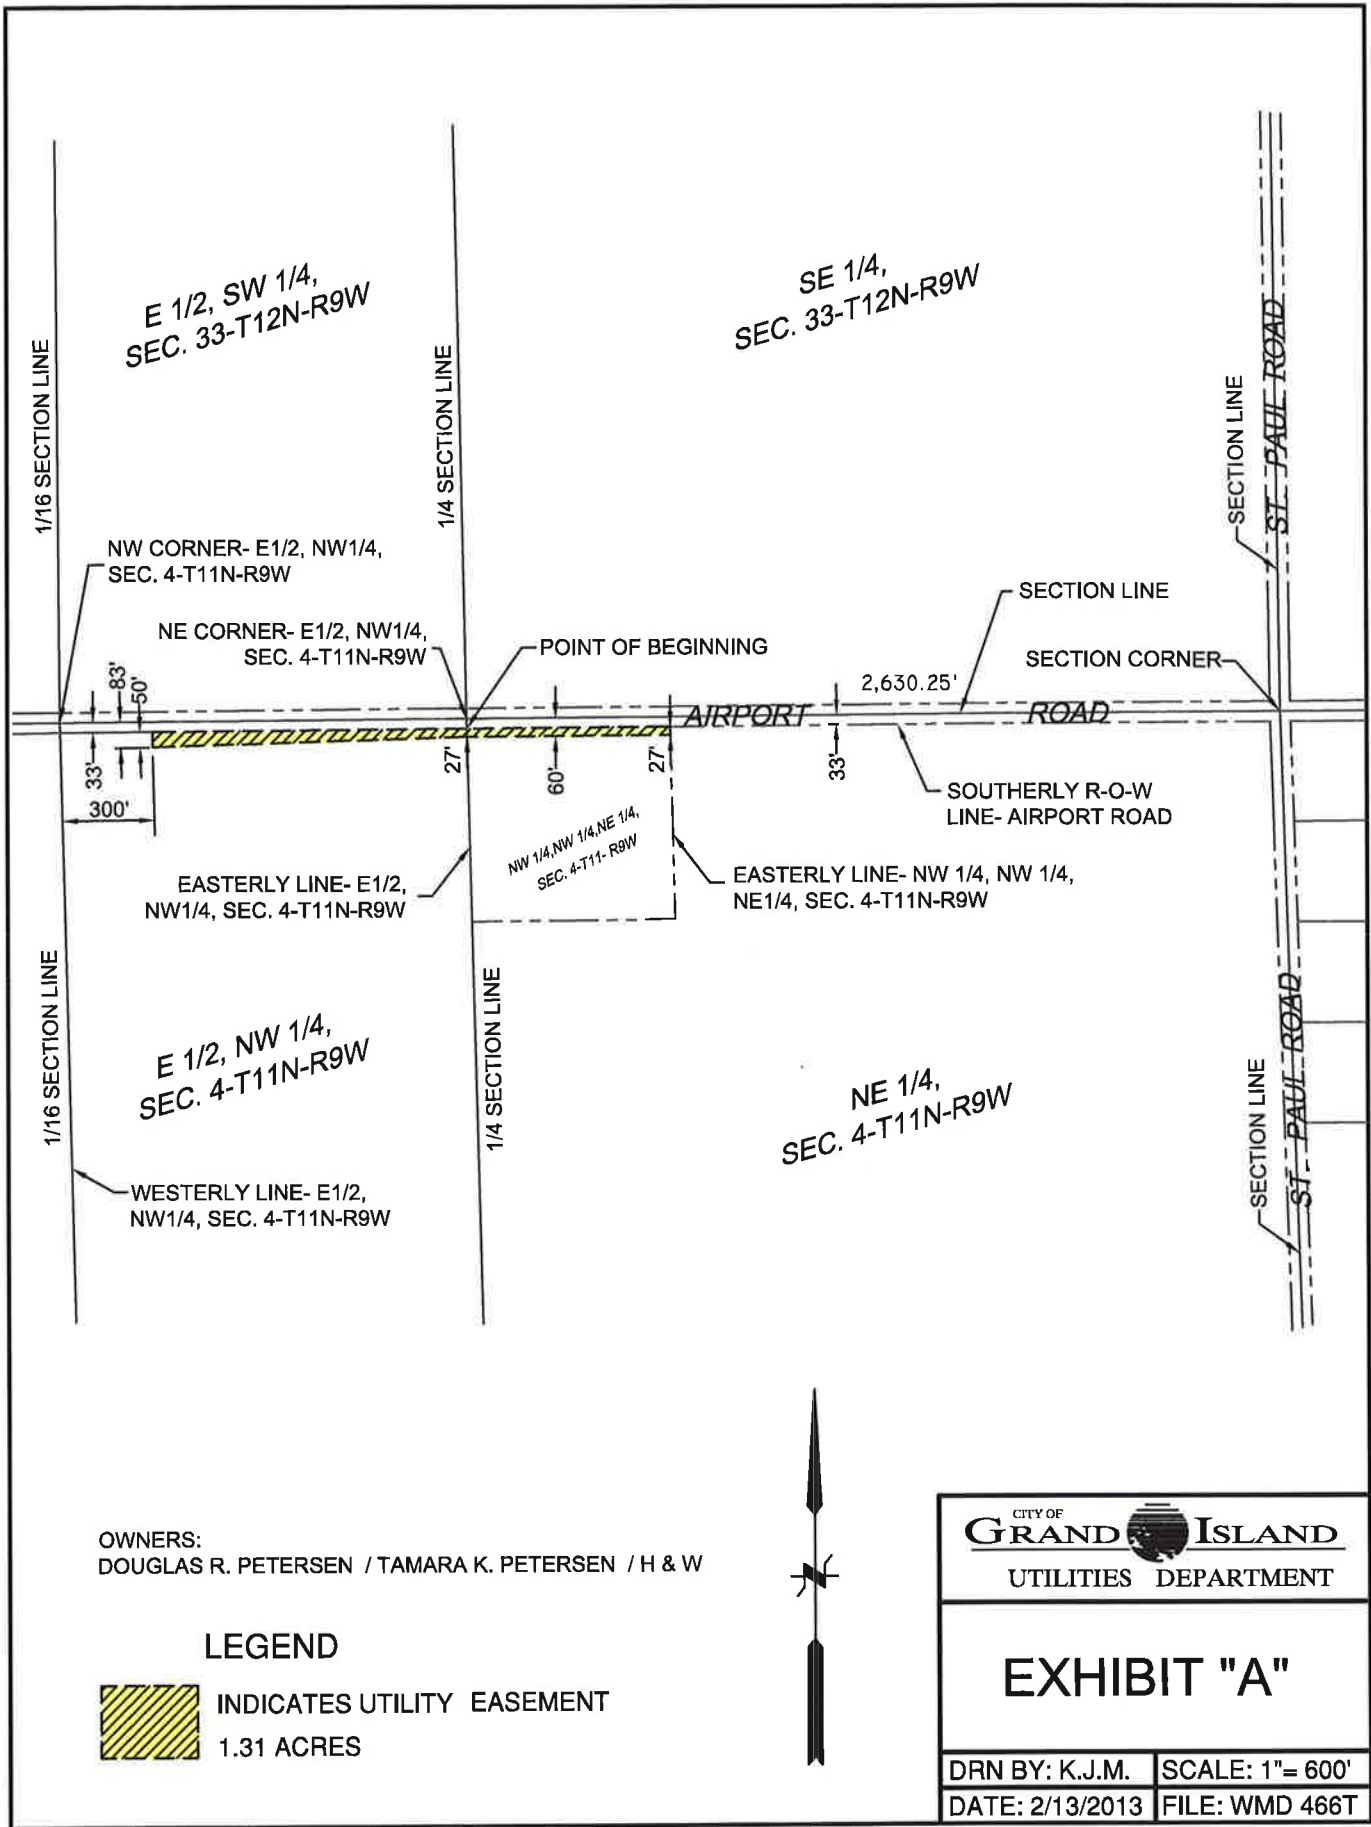 E 1/2, SW 1/4,
SEC. 33-T12N-R9W
SE 1/4,
SEC. 33-T12N-R9W
1/16 SECTION LINE
1/4 SECTION LINE
SECTION LINE
ST. PAUL ROAD
NW CORNER- E1/2, NW1/4,
SEC. 4-T11N-R9W
NE CORNER- E1/2, NW1/4,
SEC. 4-T11N-R9W
POINT OF BEGINNING
SECTION LINE
SECTION CORNER
83'
50'
2,630.25'
AIRPORT ROAD
33'
300'
27'
60'
27'
33'
SOUTHERLY R-O-W
LINE- AIRPORT ROAD
NW 1/4,NW 1/4,NE 1/4,
SEC. 4-T11- R9W
EASTERLY LINE- E1/2,
NW1/4, SEC. 4-T11N-R9W
EASTERLY LINE- NW 1/4, NW 1/4,
NE1/4, SEC. 4-T11N-R9W
1/16 SECTION LINE
1/4 SECTION LINE
E 1/2, NW 1/4,
SEC. 4-T11N-R9W
NE 1/4,
SEC. 4-T11N-R9W
SECTION LINE
ST. PAUL ROAD
WESTERLY LINE- E1/2,
NW1/4, SEC. 4-T11N-R9W
OWNERS:
DOUGLAS R. PETERSEN / TAMARA K. PETERSEN / H & W
LEGEND
INDICATES UTILITY EASEMENT
1.31 ACRES
N
CITY OF
GRAND ISLAND
UTILITIES DEPARTMENT
EXHIBIT "A"
DRN BY: K.J.M.
SCALE: 1"= 600'
DATE: 2/13/2013
FILE: WMD 466T